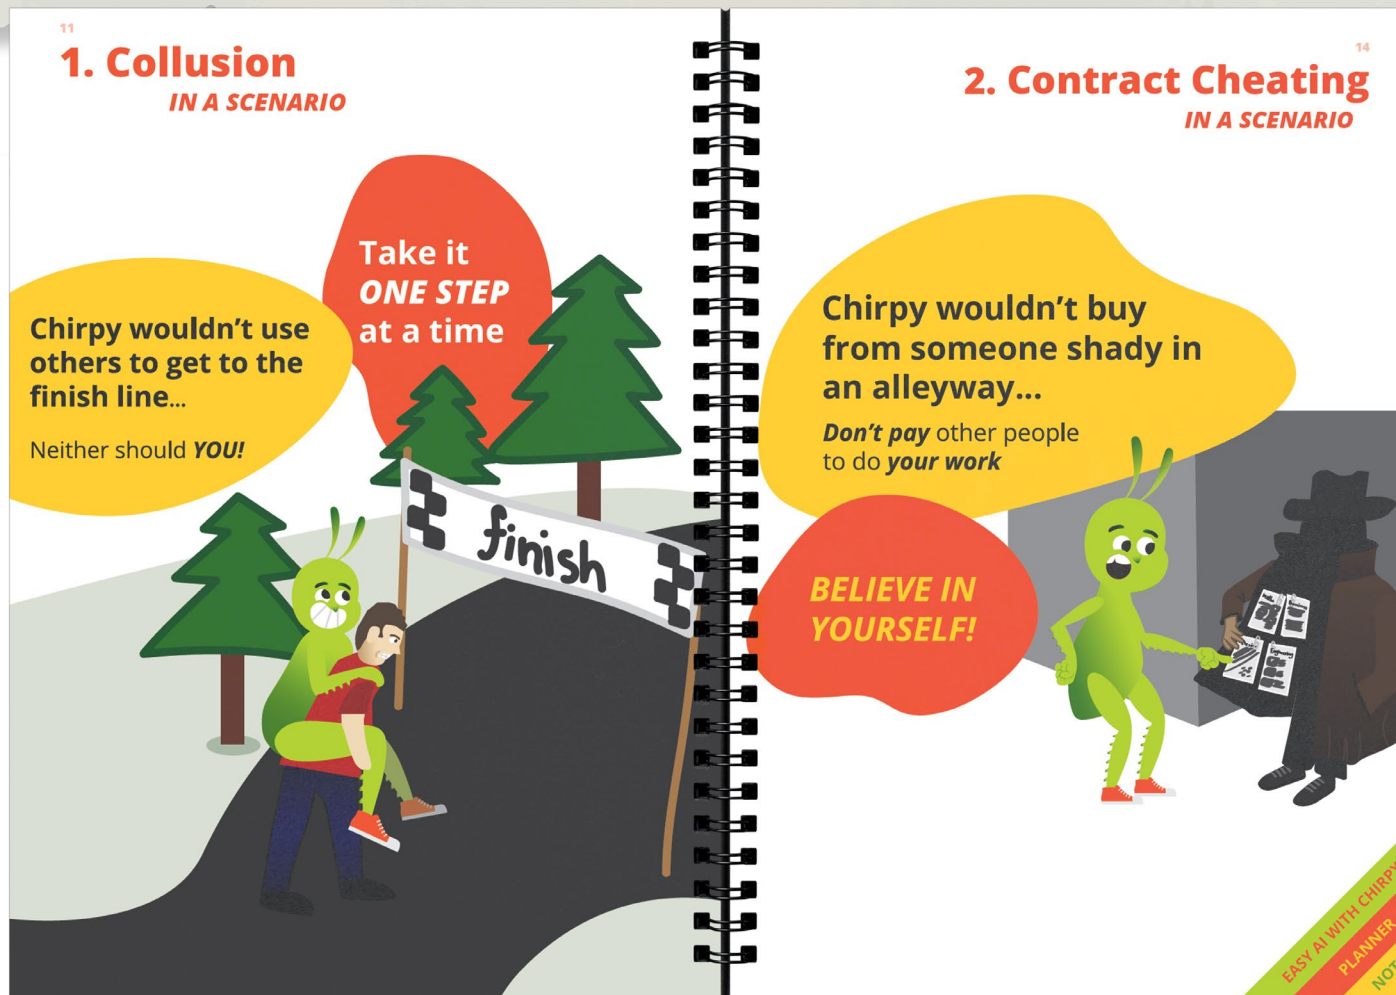 11
1. Collusion
IN A SCENARIO
Take it
ONE STEP
at a time
Chirpy wouldn’t use
others to get to the
finish line...
Neither should YOU!
finish
14
2. Contract Cheating
IN A SCENARIO
Chirpy wouldn’t buy
from someone shady in
an alleyway...
Don’t pay other people
to do your work
BELIEVE IN
YOURSELF!
EASY AI WITH CHIRPY
PLANNER